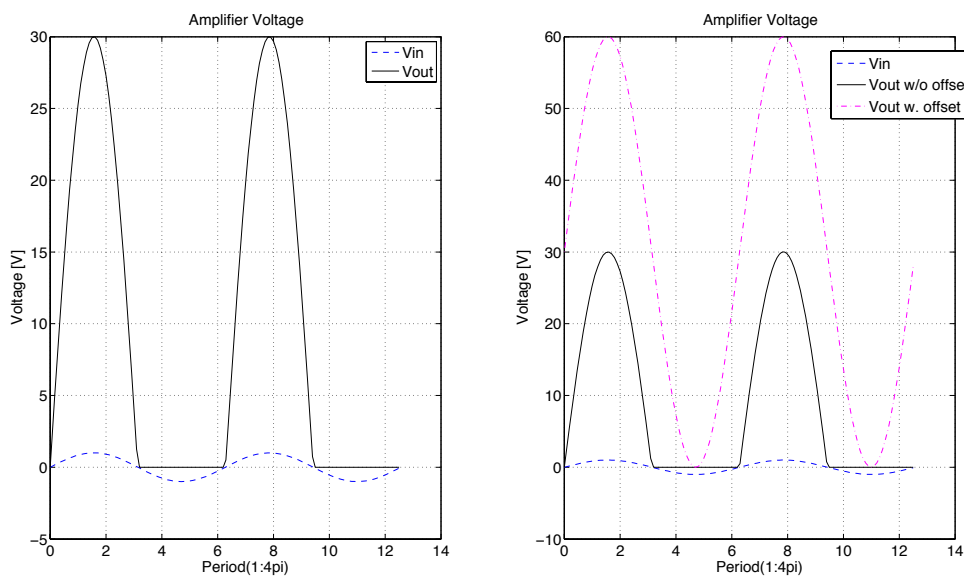 Amplifier Voltage
30
25
20
15
10
5
0
−5
Voltage [V]
0 2 4 6 8 10 12 14
Period(1:4pi)
Vin
Vout
Amplifier Voltage
60
50
40
30
20
10
0
−10
Voltage [V]
0 2 4 6 8 10 12 14
Period(1:4pi)
Vin
Vout w/o offset
Vout w. offset